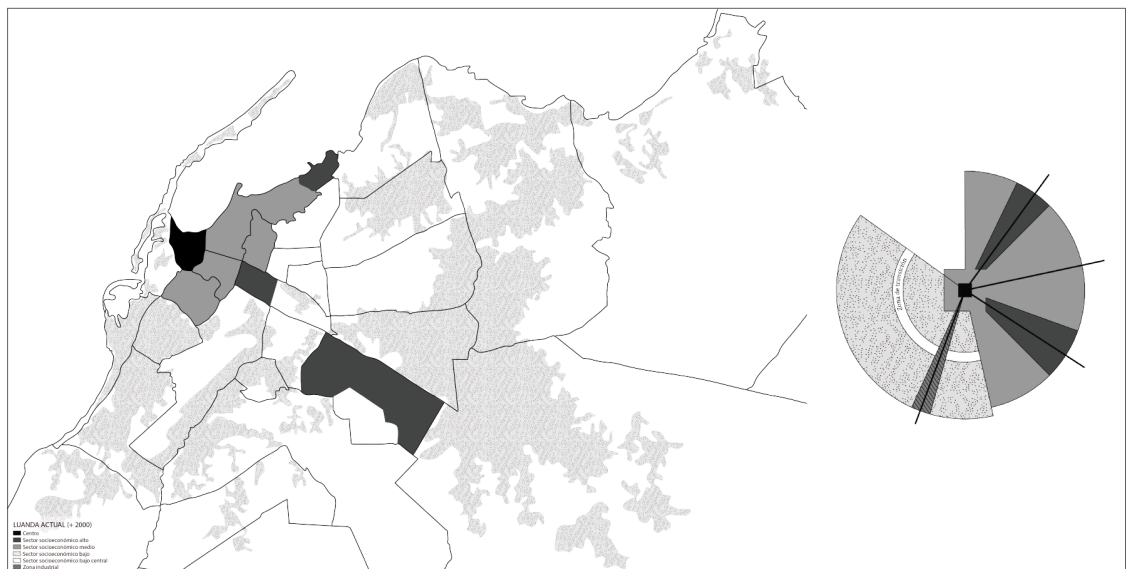 zona de transición
LUANDA ACTUAL (+ 2000)
Centro
Sector socioeconómico alto
Sector socioeconómico medio
Sector socioeconómico bajo
Sector socioeconómico bajo central
Zona industrial